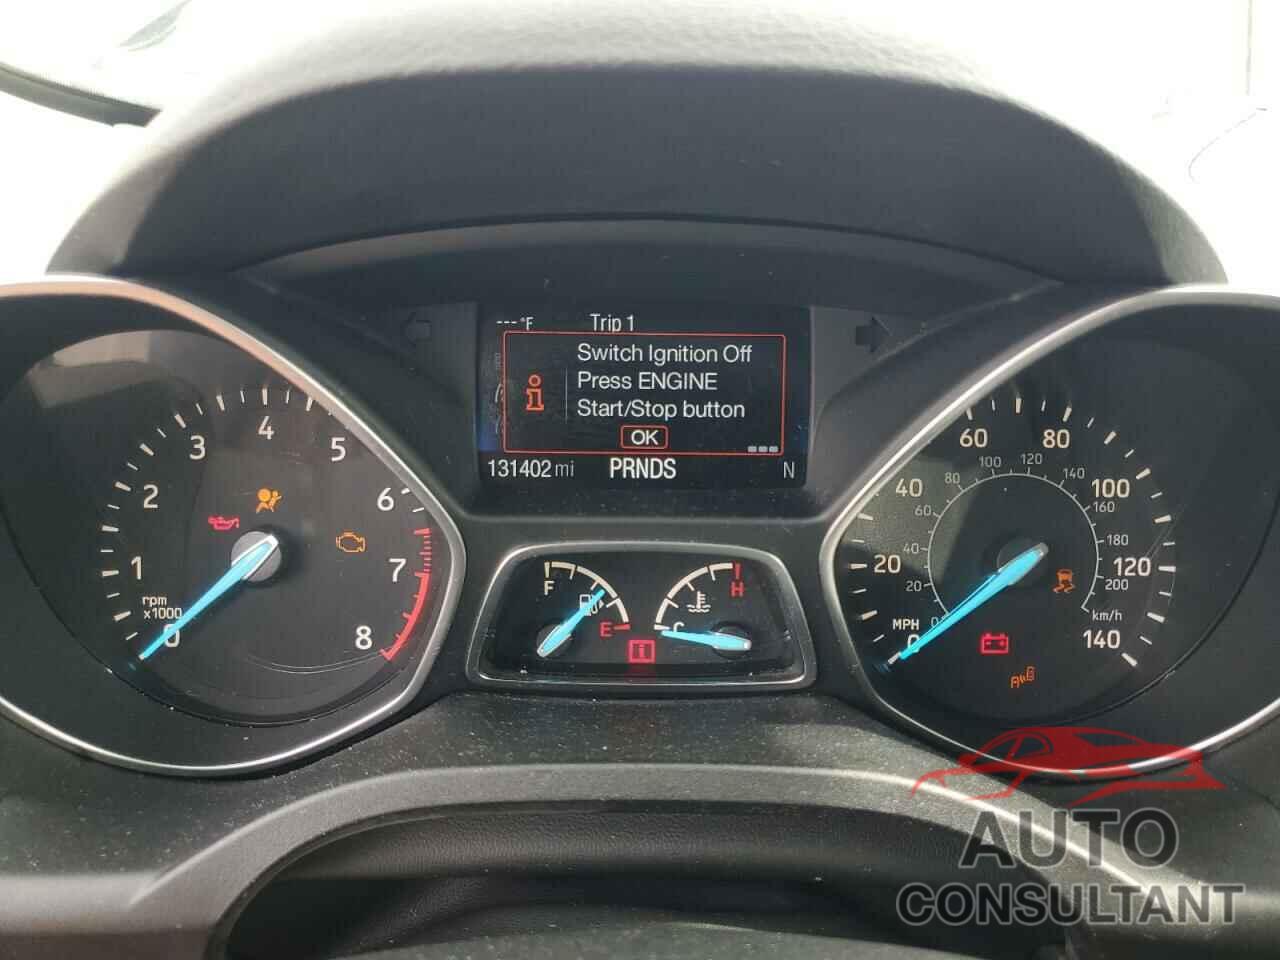 ---°F Trip 1
Switch Ignition Off
Press ENGINE
Start/Stop button
OK
131402 mi PRNDS N
0 1 2 3 4 5 6 7 8
rpm
x1000
F E
C H
0 20 40 60 80 100 120 140
MPH
0 20 40 60 80 100 120 140 160 180 200
km/h
AUTO
CONSULTANT